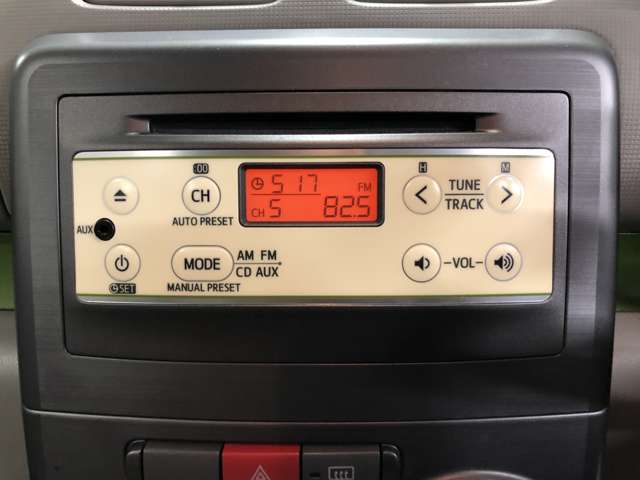 :00
CH
AUTO PRESET
5 17
FM
CH 5
82.5
H
M
TUNE
TRACK
AUX
SET
MODE
AM FM
CD AUX
MANUAL PRESET
-VOL-